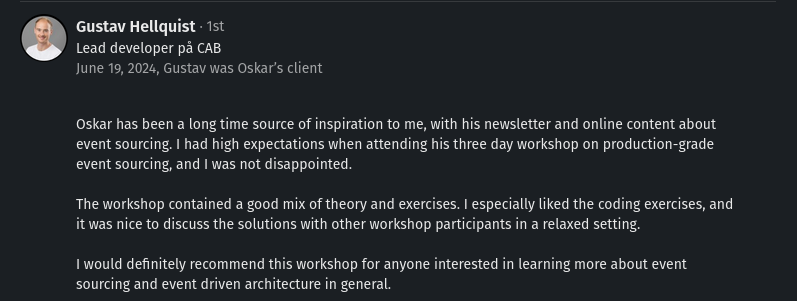 Gustav Hellquist · 1st
Lead developer på CAB
June 19, 2024, Gustav was Oskar’s client
Oskar has been a long time source of inspiration to me, with his newsletter and online content about
event sourcing. I had high expectations when attending his three day workshop on production-grade
event sourcing, and I was not disappointed.
The workshop contained a good mix of theory and exercises. I especially liked the coding exercises, and
it was nice to discuss the solutions with other workshop participants in a relaxed setting.
I would definitely recommend this workshop for anyone interested in learning more about event
sourcing and event driven architecture in general.